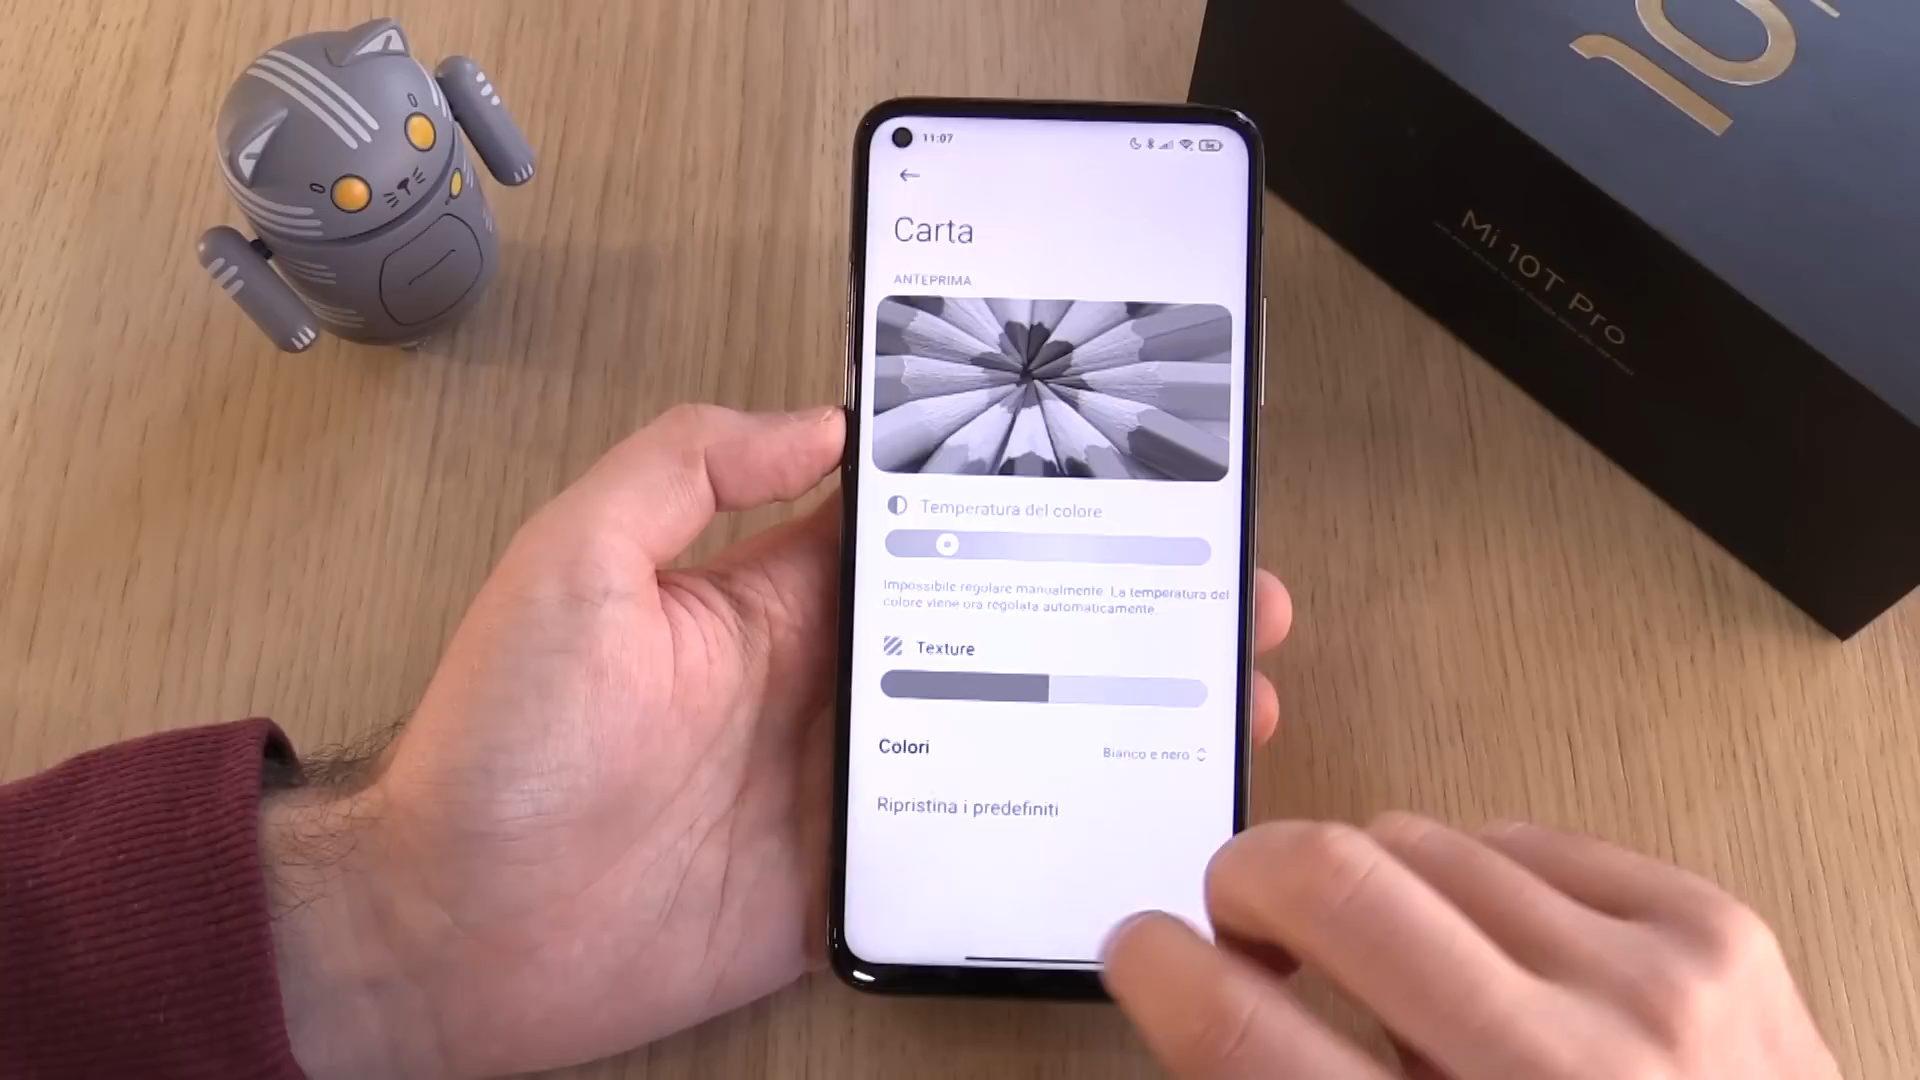 11:07
Carta
ANTEPRIMA
Temperatura del colore
Impossibile regolare manualmente. La temperatura del
colore viene ora regolata automaticamente.
Texture
Colori
Bianco e nero
Ripristina i predefiniti
10
Mi 10T Pro